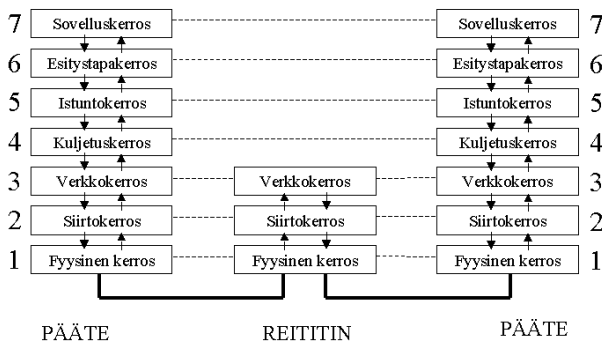 7 Sovelluskerros Sovelluskerros 7
6 Esitystapakerros Esitystapakerros 6
5 Istuntokerros Istuntokerros 5
4 Kuljetuskerros Kuljetuskerros 4
3 Verkkokerros Verkkokerros Verkkokerros 3
2 Siirtokerros Siirtokerros Siirtokerros 2
1 Fyysinen kerros Fyysinen kerros Fyysinen kerros 1
PÄÄTE REITITIN PÄÄTE